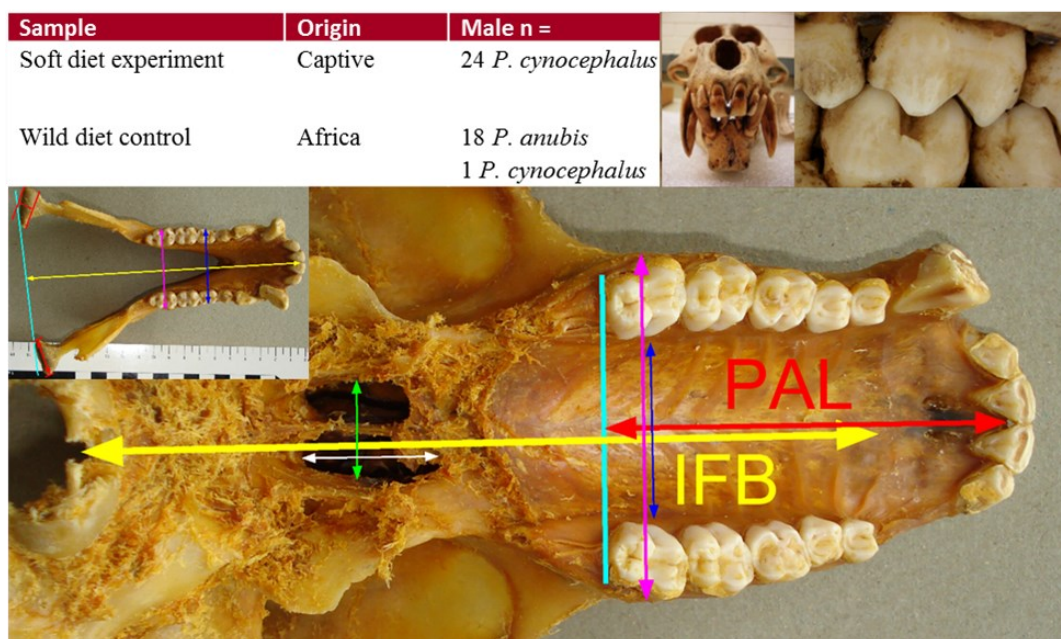 Sample Origin Male n =
Soft diet experiment Captive 24 P. cynocephalus
Wild diet control Africa 18 P. anubis
1 P. cynocephalus
PAL
IFB